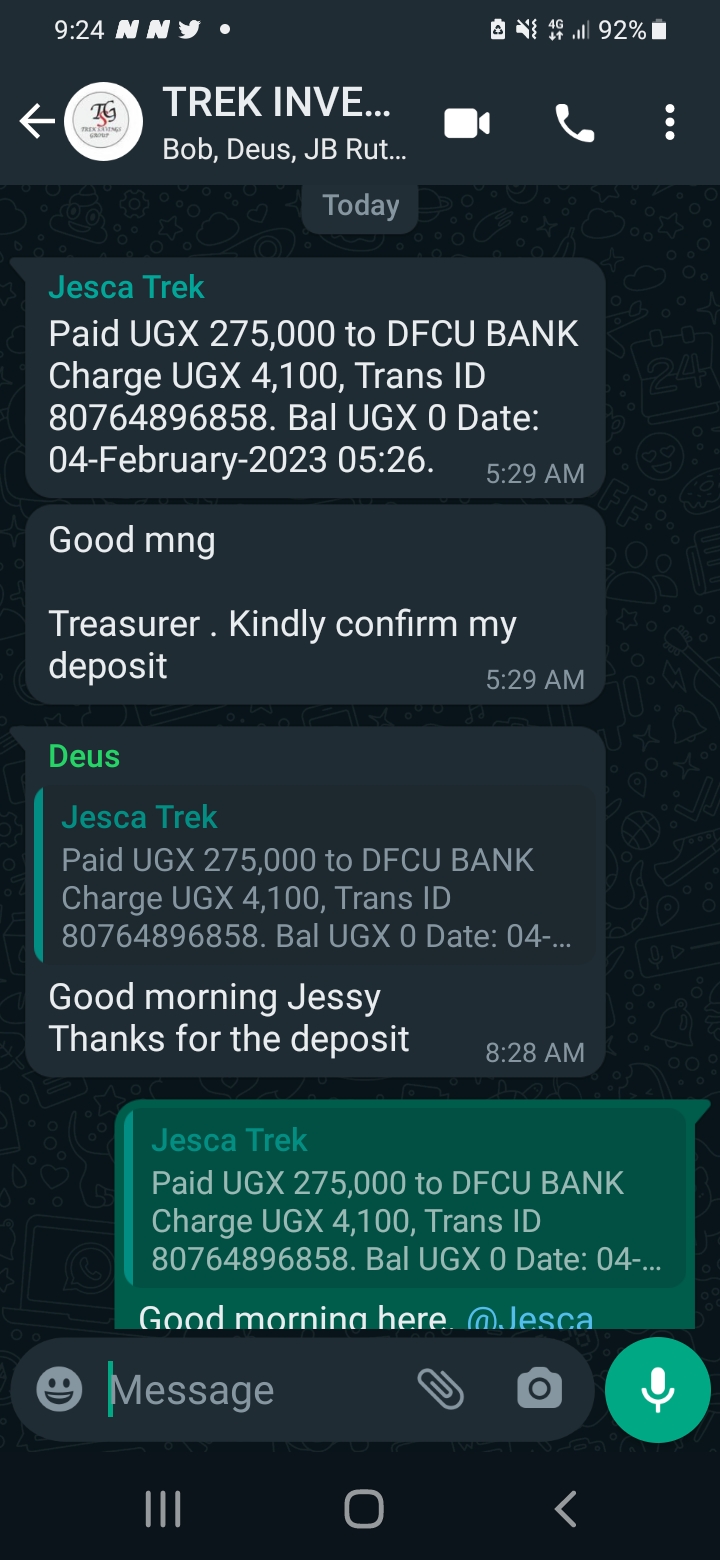 9:24
4G
92%
TREK INVE...
TSG
TREK SAVINGS
GROUP
Bob, Deus, JB Rut...
Today
Jesca Trek
Paid UGX 275,000 to DFCU BANK
Charge UGX 4,100, Trans ID
80764896858. Bal UGX 0 Date:
04-February-2023 05:26.
5:29 AM
Good mng
Treasurer . Kindly confirm my
deposit
5:29 AM
Deus
Jesca Trek
Paid UGX 275,000 to DFCU BANK
Charge UGX 4,100, Trans ID
80764896858. Bal UGX 0 Date: 04-...
Good morning Jessy
Thanks for the deposit
8:28 AM
Jesca Trek
Paid UGX 275,000 to DFCU BANK
Charge UGX 4,100, Trans ID
80764896858. Bal UGX 0 Date: 04-...
Good morning here, @Jesca
Message